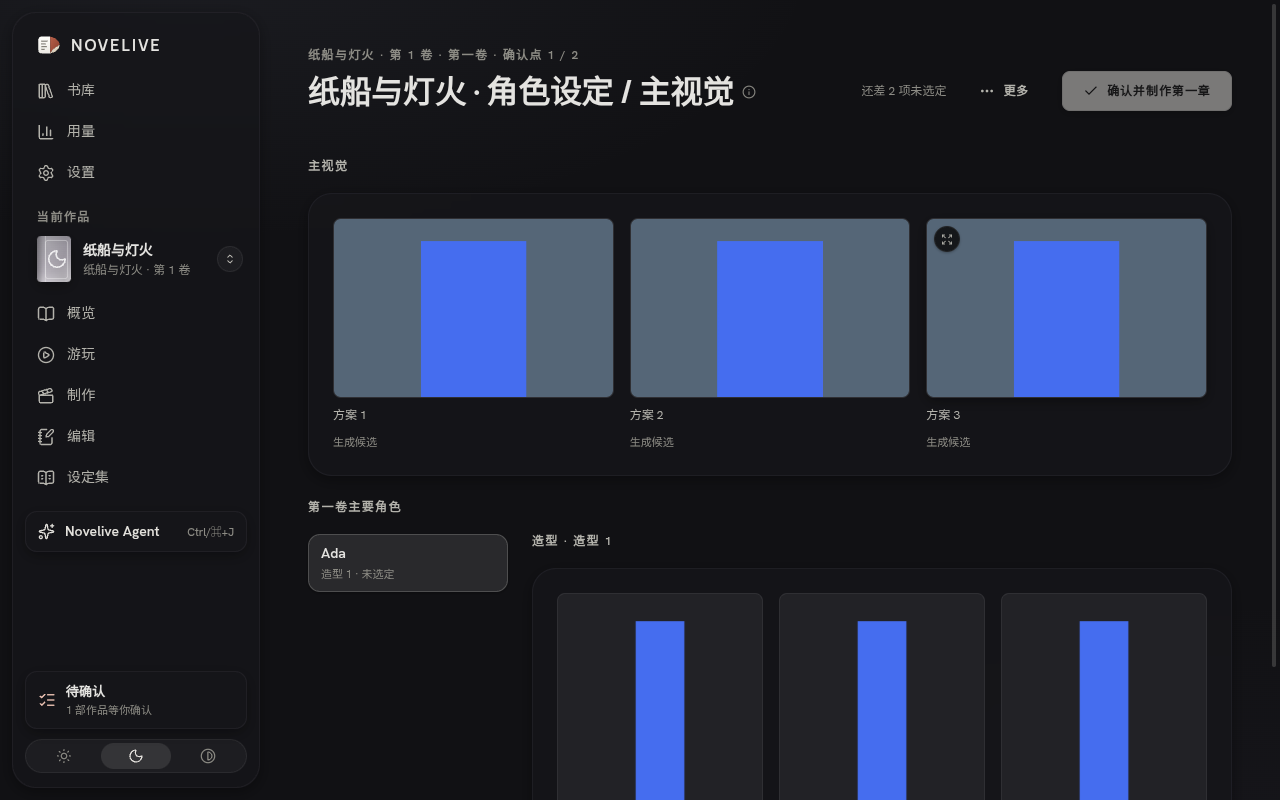 NOVELIVE
书库
用量
设置
当前作品
纸船与灯火
纸船与灯火 · 第 1 卷
概览
游玩
制作
编辑
设定集
Novelive Agent Ctrl/⌘+J
待确认
1 部作品等你确认
纸船与灯火 · 第 1 卷 · 第一卷 · 确认点 1 / 2
纸船与灯火 · 角色设定 / 主视觉
还差 2 项未选定
更多
确认并制作第一章
主视觉
方案 1
生成候选
方案 2
生成候选
方案 3
生成候选
第一卷主要角色
Ada
造型 1 · 未选定
造型 · 造型 1